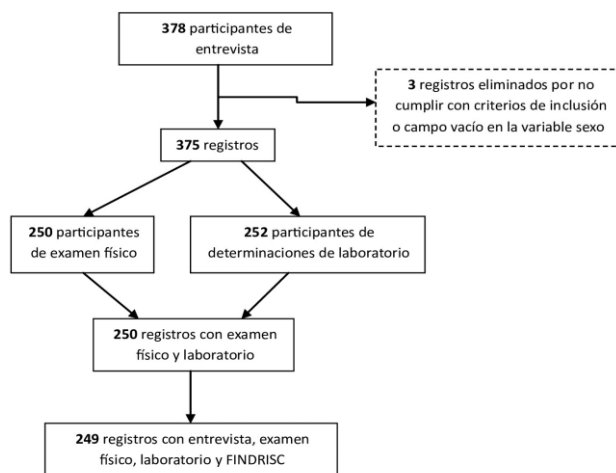 378 participantes de
entrevista
3 registros eliminados por no
cumplir con criterios de inclusión
o campo vacío en la variable sexo
375 registros
250 participantes
de examen físico
252 participantes de
determinaciones de laboratorio
250 registros con examen
físico y laboratorio
249 registros con entrevista, examen
físico, laboratorio y FINDRISC